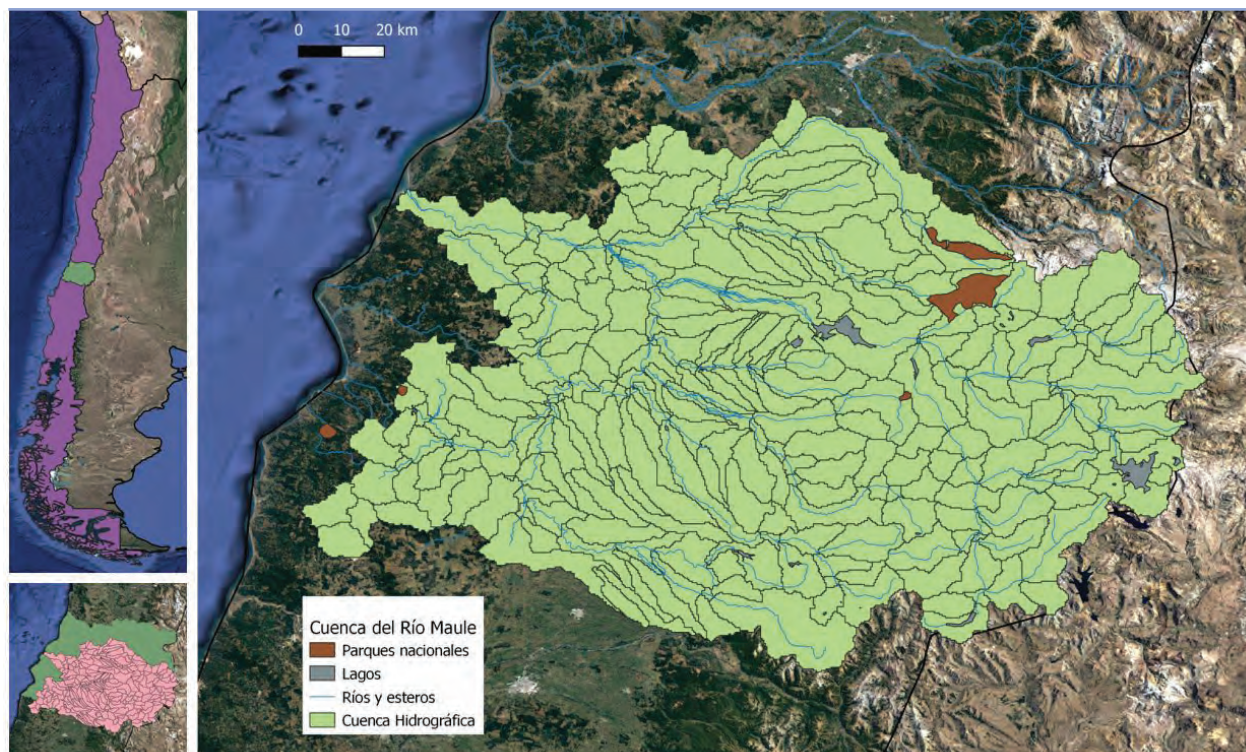 0 10 20 km
Cuenca del Río Maule
Parques nacionales
Lagos
Ríos y esteros
Cuenca Hidrográfica